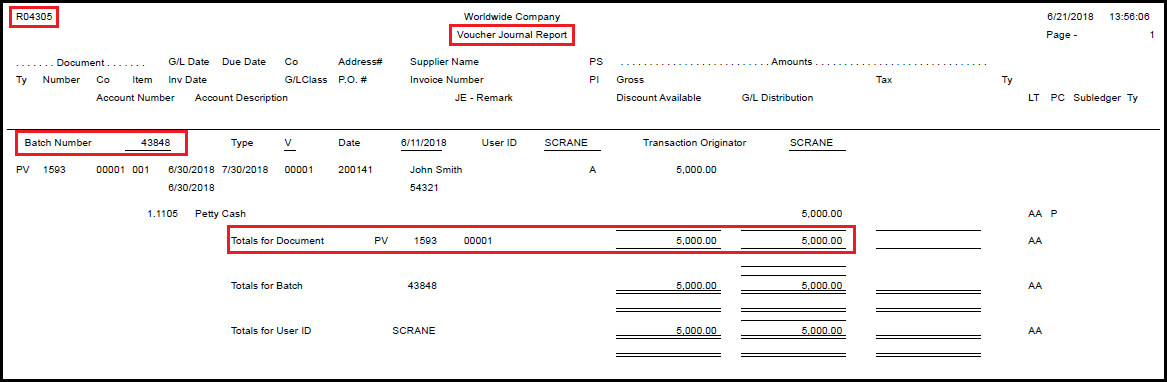 R04305 Worldwide Company 6/21/2018 13:56:06
Voucher Journal Report Page - 1
. . . . . . . Document . . . . . . . G/L Date Due Date Co Address# Supplier Name PS . . . . . . . . . . . . . . . . . . . . . . . . . . . Amounts . . . . . . . . . . . . . . . . . . . . . . . . . . . . . . .
Ty Number Co Item Inv Date G/LClass P.O. # Invoice Number PI Gross Tax Ty
Account Number Account Description JE - Remark Discount Available G/L Distribution LT PC Subledger Ty
Batch Number 43848 Type V Date 6/11/2018 User ID SCRANE Transaction Originator SCRANE
PV 1593 00001 001 6/30/2018 7/30/2018 00001 200141 John Smith A 5,000.00
6/30/2018 54321
1.1105 Petty Cash 5,000.00 AA P
Totals for Document PV 1593 00001 5,000.00 5,000.00 AA
Totals for Batch 43848 5,000.00 5,000.00 AA
Totals for User ID SCRANE 5,000.00 5,000.00 AA